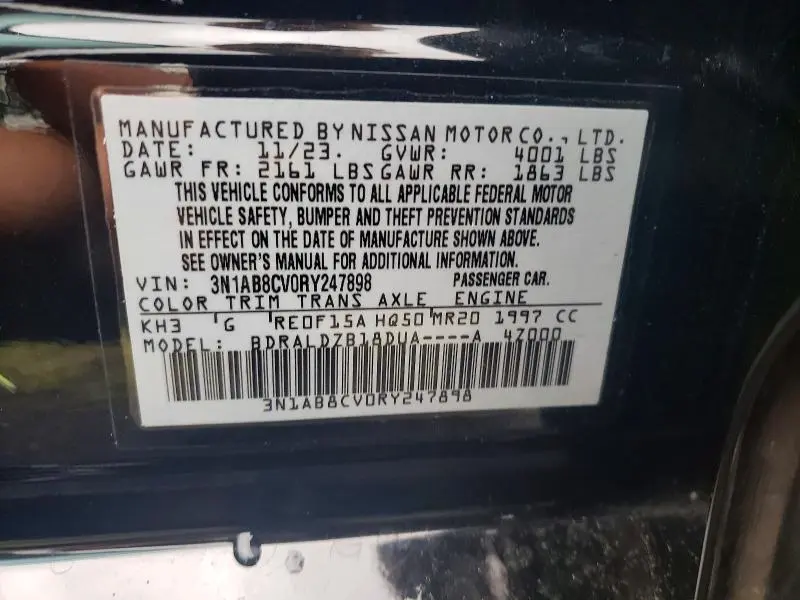 MANUFACTURED BY NISSAN MOTOR CO., LTD.
DATE: 11/23. GVWR: 4001 LBS
GAWR FR: 2161 LBS GAWR RR: 1863 LBS
THIS VEHICLE CONFORMS TO ALL APPLICABLE FEDERAL MOTOR
VEHICLE SAFETY, BUMPER AND THEFT PREVENTION STANDARDS
IN EFFECT ON THE DATE OF MANUFACTURE SHOWN ABOVE.
SEE OWNER'S MANUAL FOR ADDITIONAL INFORMATION.
VIN: 3N1AB8CV0RY247898 PASSENGER CAR.
COLOR TRIM TRANS AXLE ENGINE
KH3 G RE0F15A HQ50 MR20 1997 CC
MODEL: BDRALDZB18DUA----A 4Z000
3N1AB8CV0RY247898